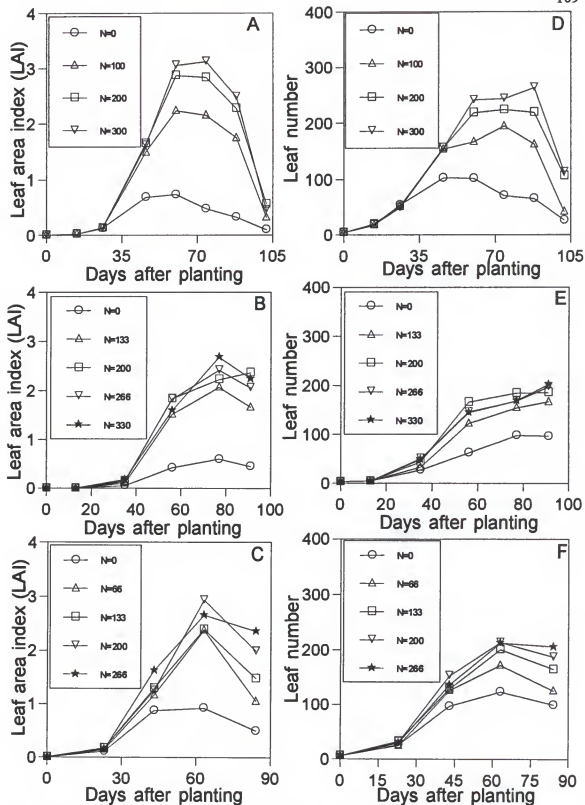 A
Leaf area index (LAI)
4
3
2
1
0
N=0
N=100
N=200
N=300
0 35 70 105
Days after planting
D
Leaf number
400
300
200
100
0
N=0
N=100
N=200
N=300
0 35 70 105
Days after planting
B
Leaf area index (LAI)
4
3
2
1
0
N=0
N=133
N=200
N=266
N=330
0 20 40 60 80 100
Days after planting
E
Leaf number
400
300
200
100
0
N=0
N=133
N=200
N=266
N=330
0 20 40 60 80 100
Days after planting
C
Leaf area index (LAI)
4
3
2
1
0
N=0
N=66
N=133
N=200
N=266
0 30 60 90
Days after planting
F
Leaf number
400
300
200
100
0
N=0
N=66
N=133
N=200
N=266
0 15 30 45 60 75 90
Days after planting